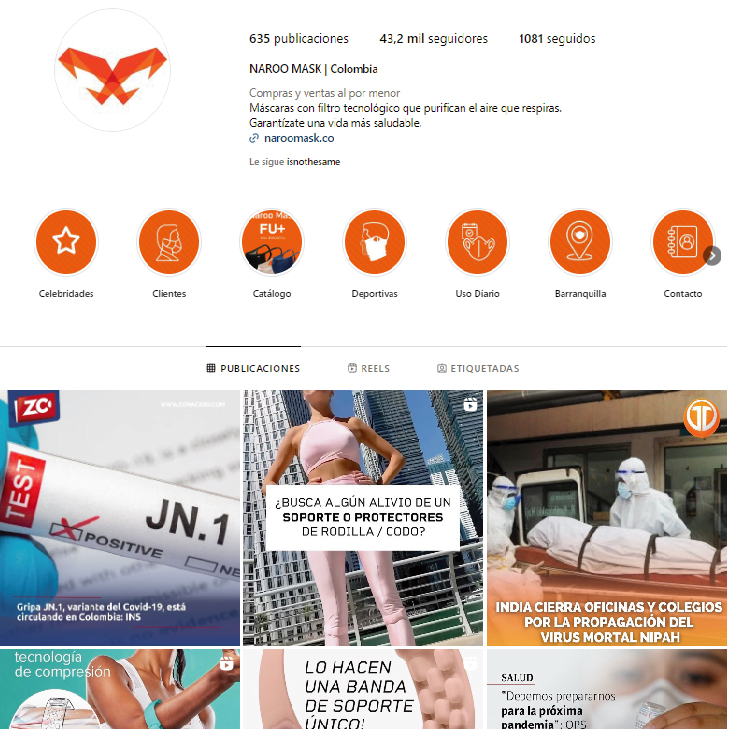 635 publicaciones 43,2 mil seguidores 1081 seguidos
NAROO MASK | Colombia
Compras y ventas al por menor
Máscaras con filtro tecnológico que purifican el aire que respiras.
Garantízate una vida más saludable.
naroomask.co
Le sigue isnothesame
Naroo Mas
FU+
Celebridades Clientes Catálogo Deportivas Uso Diario Barranquilla Contacto
PUBLICACIONES REELS ETIQUETADAS
ZC
TEST
JN.1
POSITIVE
NE
Gripa JN.1, variante del Covid-19, está
circulando en Colombia: INS
¿BUSCA ALGÚN ALIVIO DE UN
SOPORTE O PROTECTORES
DE RODILLA / CODO?
INDIA CIERRA OFICINAS Y COLEGIOS
POR LA PROPAGACIÓN DEL
VIRUS MORTAL NIPAH
tecnología
de compresión
LO HACEN
UNA BANDA
DE SOPORTE
ÚNICO!
SALUD
"Debemos prepararnos
para la próxima
pandemia": OPS